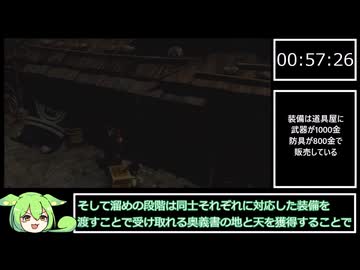 00:57:26
装備は道具屋に
武器が1000金
防具が800金で
販売している
そして溜めの段階は同士それぞれに対応した装備を
渡すことで受け取れる奥義書の地と天を獲得することで